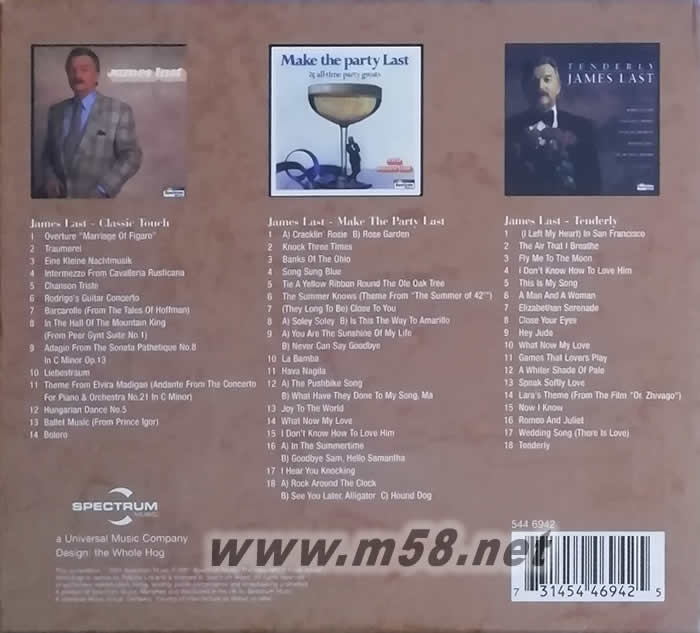 james last
Make the party Last
25 all-time party greats
TENDERLY
JAMES LAST
James Last - Classic Touch
1 Overture "Marriage Of Figaro"
2 Traumerei
3 Eine Kleine Nachtmusik
4 Intermezzo From Cavalleria Rusticana
5 Chanson Triste
6 Rodrigo's Guitar Concerto
7 Barcarolle (From The Tales Of Hoffman)
8 In The Hall Of The Mountain King
(From Peer Gynt Suite No.1)
9 Adagio From The Sonata Pathetique No.8
In C Minor Op.13
10 Liebestraum
11 Theme From Elvira Madigan (Andante From The Concerto
For Piano & Orchestra No.21 In C Minor)
12 Hungarian Dance No.5
13 Ballet Music (From Prince Igor)
14 Bolero
James Last - Make The Party Last
1 A) Cracklin' Rosie B) Rose Garden
2 Knock Three Times
3 Banks Of The Ohio
4 Song Sung Blue
5 Tie A Yellow Ribbon Round The Ole Oak Tree
6 The Summer Knows (Theme From "The Summer of 42'")
7 (They Long To Be) Close To You
8 A) Soley Soley B) Is This The Way To Amarillo
9 A) You Are The Sunshine Of My Life
B) Never Can Say Goodbye
10 La Bamba
11 Hava Nagila
12 A) The Pushbike Song
B) What Have They Done To My Song, Ma
13 Joy To The World
14 What Now My Love
15 I Don't Know How To Love Him
16 A) In The Summertime
B) Goodbye Sam, Hello Samantha
17 I Hear You Knocking
18 A) Rock Around The Clock
B) See You Later, Alligator C) Hound Dog
James Last - Tenderly
1 (I Left My Heart) In San Francisco
2 The Air That I Breathe
3 Fly Me To The Moon
4 I Don't Know How To Love Him
5 This Is My Song
6 A Man And A Woman
7 Elizabethan Serenade
8 Close Your Eyes
9 Hey Jude
10 What Now My Love
11 Games That Lovers Play
12 A Whiter Shade Of Pale
13 Speak Softly Love
14 Lara's Theme (From The Film "Dr. Zhivago")
15 Now I Know
16 Romeo And Juliet
17 Wedding Song (There Is Love)
18 Tenderly
SPECTRUM
MUSIC
a Universal Music Company
Design: the Whole Hog
www.m58.net
544 6942
7 31454 46942 5